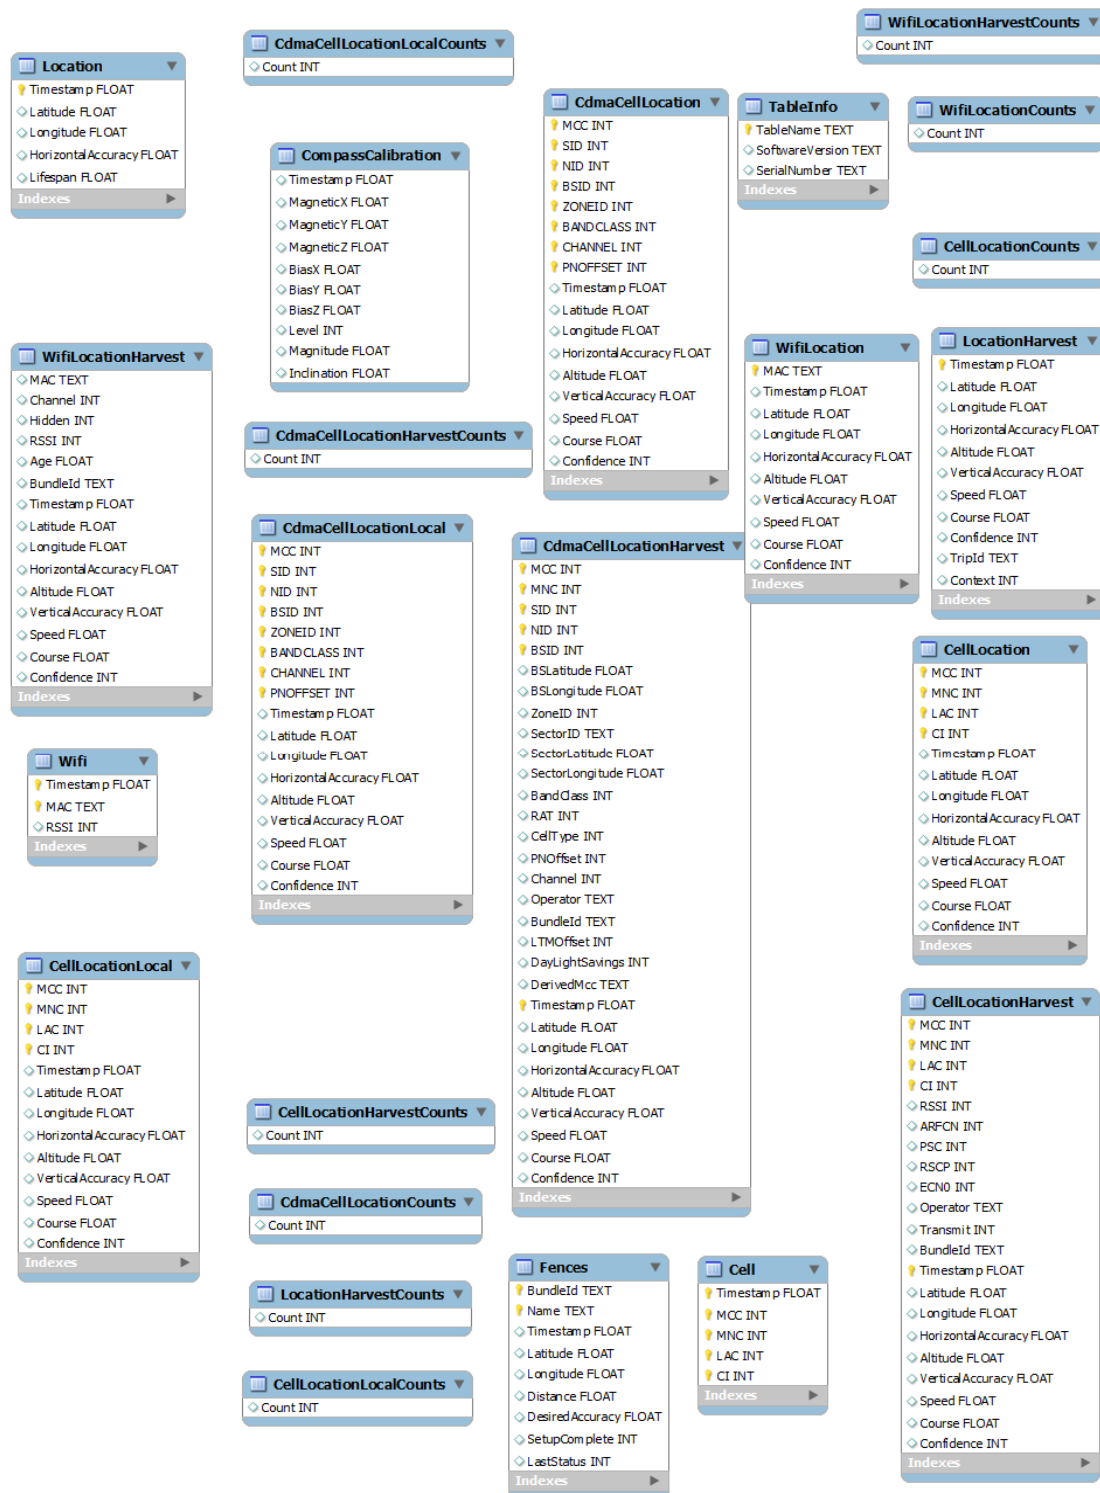 Location
Timestamp FLOAT
Latitude FLOAT
Longitude FLOAT
HorizontalAccuracy FLOAT
Lifespan FLOAT
Indexes
WifiLocationHarvest
MAC TEXT
Channel INT
Hidden INT
RSSI INT
Age FLOAT
BundleId TEXT
Timestamp FLOAT
Latitude FLOAT
Longitude FLOAT
HorizontalAccuracy FLOAT
Altitude FLOAT
VerticalAccuracy FLOAT
Speed FLOAT
Course FLOAT
Confidence INT
Indexes
Wifi
Timestamp FLOAT
MAC TEXT
RSSI INT
Indexes
CellLocationLocal
MCC INT
MNC INT
LAC INT
CI INT
Timestamp FLOAT
Latitude FLOAT
Longitude FLOAT
HorizontalAccuracy FLOAT
Altitude FLOAT
VerticalAccuracy FLOAT
Speed FLOAT
Course FLOAT
Confidence INT
Indexes
CdmaCellLocationLocalCounts
Count INT
CompassCalibration
Timestamp FLOAT
MagneticX FLOAT
MagneticY FLOAT
MagneticZ FLOAT
BiasX FLOAT
BiasY FLOAT
BiasZ FLOAT
Level INT
Magnitude FLOAT
Inclination FLOAT
CdmaCellLocationHarvestCounts
Count INT
CdmaCellLocationLocal
MCC INT
SID INT
NID INT
BSID INT
ZONEID INT
BANDCLASS INT
CHANNEL INT
PNOFFSET INT
Timestamp FLOAT
Latitude FLOAT
Longitude FLOAT
HorizontalAccuracy FLOAT
Altitude FLOAT
VerticalAccuracy FLOAT
Speed FLOAT
Course FLOAT
Confidence INT
Indexes
CellLocationHarvestCounts
Count INT
CdmaCellLocationCounts
Count INT
LocationHarvestCounts
Count INT
CellLocationLocalCounts
Count INT
CdmaCellLocation
MCC INT
SID INT
NID INT
BSID INT
ZONEID INT
BANDCLASS INT
CHANNEL INT
PNOFFSET INT
Timestamp FLOAT
Latitude FLOAT
Longitude FLOAT
HorizontalAccuracy FLOAT
Altitude FLOAT
VerticalAccuracy FLOAT
Speed FLOAT
Course FLOAT
Confidence INT
Indexes
CdmaCellLocationHarvest
MCC INT
MNC INT
SID INT
NID INT
BSID INT
BSLatitude FLOAT
BSLongitude FLOAT
ZoneID INT
SectorID TEXT
SectorLatitude FLOAT
SectorLongitude FLOAT
BandClass INT
RAT INT
CellType INT
PNOffset INT
Channel INT
Operator TEXT
BundleId TEXT
LTMOffset INT
DayLightSavings INT
DerivedMcc TEXT
Timestamp FLOAT
Latitude FLOAT
Longitude FLOAT
HorizontalAccuracy FLOAT
Altitude FLOAT
VerticalAccuracy FLOAT
Speed FLOAT
Course FLOAT
Confidence INT
Indexes
Fences
BundleId TEXT
Name TEXT
Timestamp FLOAT
Latitude FLOAT
Longitude FLOAT
Distance FLOAT
DesiredAccuracy FLOAT
SetupComplete INT
LastStatus INT
Indexes
TableInfo
TableName TEXT
SoftwareVersion TEXT
SerialNumber TEXT
Indexes
WifiLocation
MAC TEXT
Timestamp FLOAT
Latitude FLOAT
Longitude FLOAT
HorizontalAccuracy FLOAT
Altitude FLOAT
VerticalAccuracy FLOAT
Speed FLOAT
Course FLOAT
Confidence INT
Indexes
Cell
Timestamp FLOAT
MCC INT
MNC INT
LAC INT
CI INT
Indexes
WifiLocationHarvestCounts
Count INT
WifiLocationCounts
Count INT
CellLocationCounts
Count INT
LocationHarvest
Timestamp FLOAT
Latitude FLOAT
Longitude FLOAT
HorizontalAccuracy FLOAT
Altitude FLOAT
VerticalAccuracy FLOAT
Speed FLOAT
Course FLOAT
Confidence INT
TripId TEXT
Context INT
Indexes
CellLocation
MCC INT
MNC INT
LAC INT
CI INT
Timestamp FLOAT
Latitude FLOAT
Longitude FLOAT
HorizontalAccuracy FLOAT
Altitude FLOAT
VerticalAccuracy FLOAT
Speed FLOAT
Course FLOAT
Confidence INT
Indexes
CellLocationHarvest
MCC INT
MNC INT
LAC INT
CI INT
RSSI INT
ARFCN INT
PSC INT
RSCP INT
ECN0 INT
Operator TEXT
Transmit INT
BundleId TEXT
Timestamp FLOAT
Latitude FLOAT
Longitude FLOAT
HorizontalAccuracy FLOAT
Altitude FLOAT
VerticalAccuracy FLOAT
Speed FLOAT
Course FLOAT
Confidence INT
Indexes